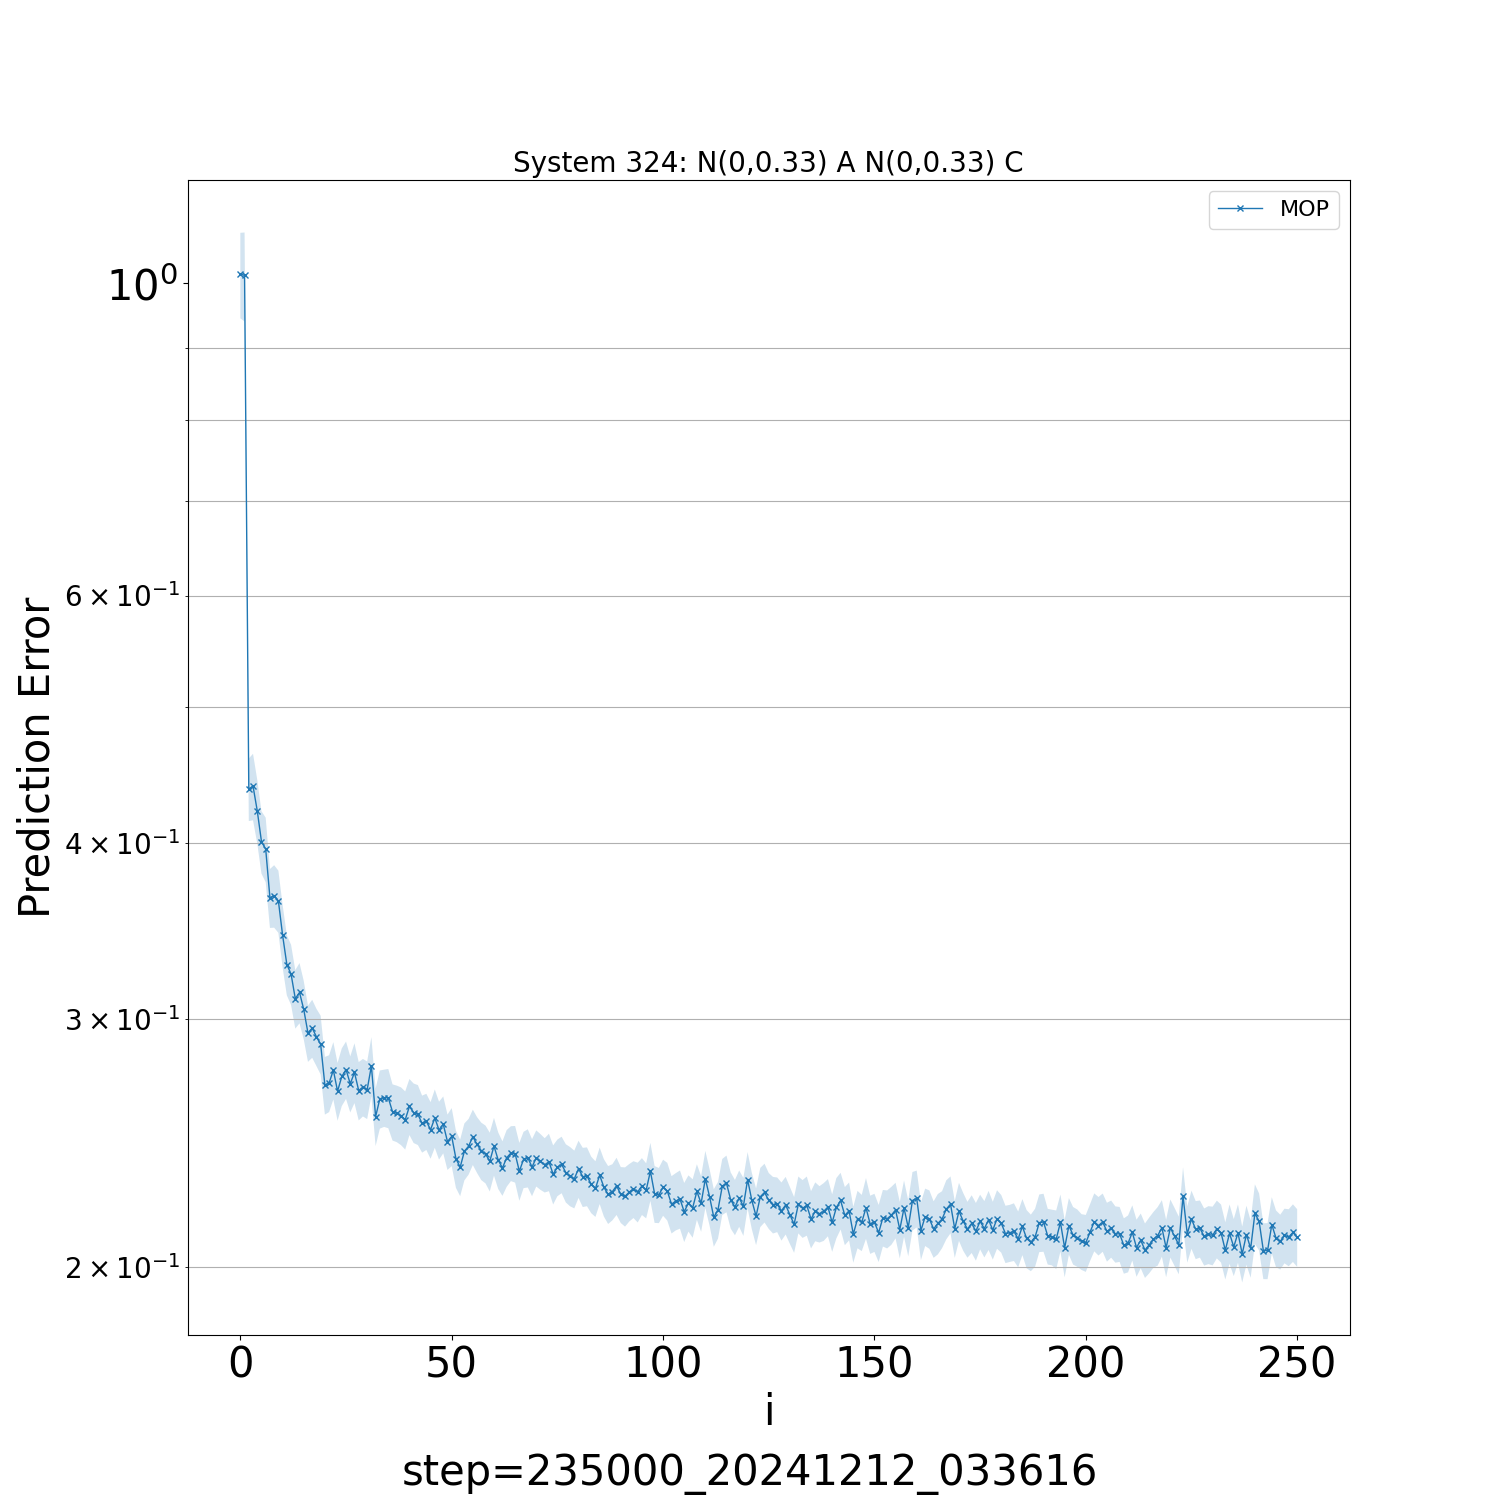 System 324: N(0,0.33) A N(0,0.33) C
MOP
10⁰
6 × 10⁻¹
4 × 10⁻¹
3 × 10⁻¹
2 × 10⁻¹
Prediction Error
0 50 100 150 200 250
i
step=235000_20241212_033616